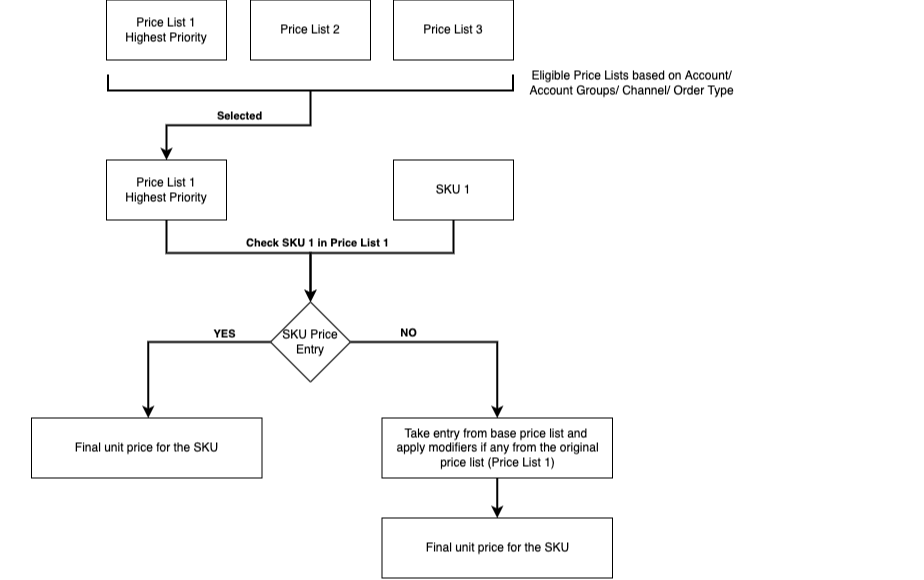 Price List 1
Highest Priority
Price List 2
Price List 3
Eligible Price Lists based on Account/
Account Groups/ Channel/ Order Type
Selected
Price List 1
Highest Priority
SKU 1
Check SKU 1 in Price List 1
SKU Price
Entry
YES
NO
Final unit price for the SKU
Take entry from base price list and
apply modifiers if any from the original
price list (Price List 1)
Final unit price for the SKU